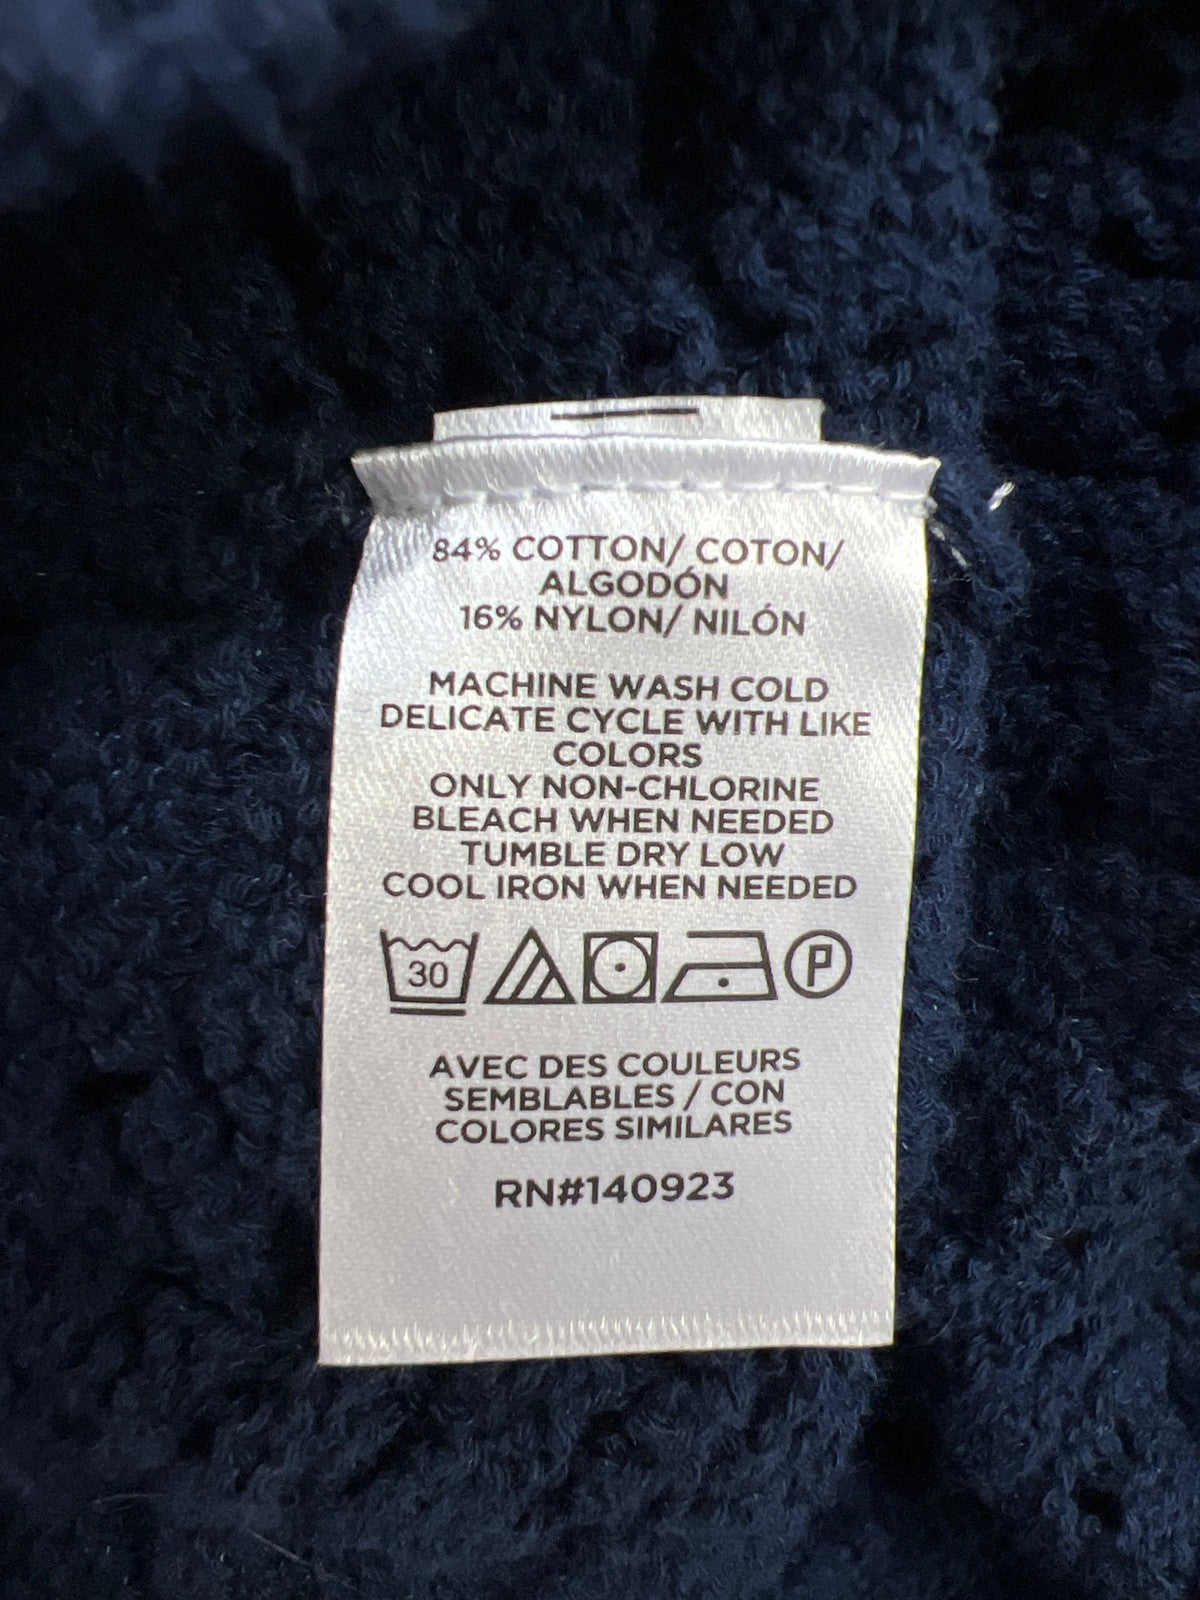 84% COTTON/ COTON/
ALGODÓN
16% NYLON/ NILÓN
MACHINE WASH COLD
DELICATE CYCLE WITH LIKE
COLORS
ONLY NON-CHLORINE
BLEACH WHEN NEEDED
TUMBLE DRY LOW
COOL IRON WHEN NEEDED
30 P
AVEC DES COULEURS
SEMBLABLES / CON
COLORES SIMILARES
RN#140923